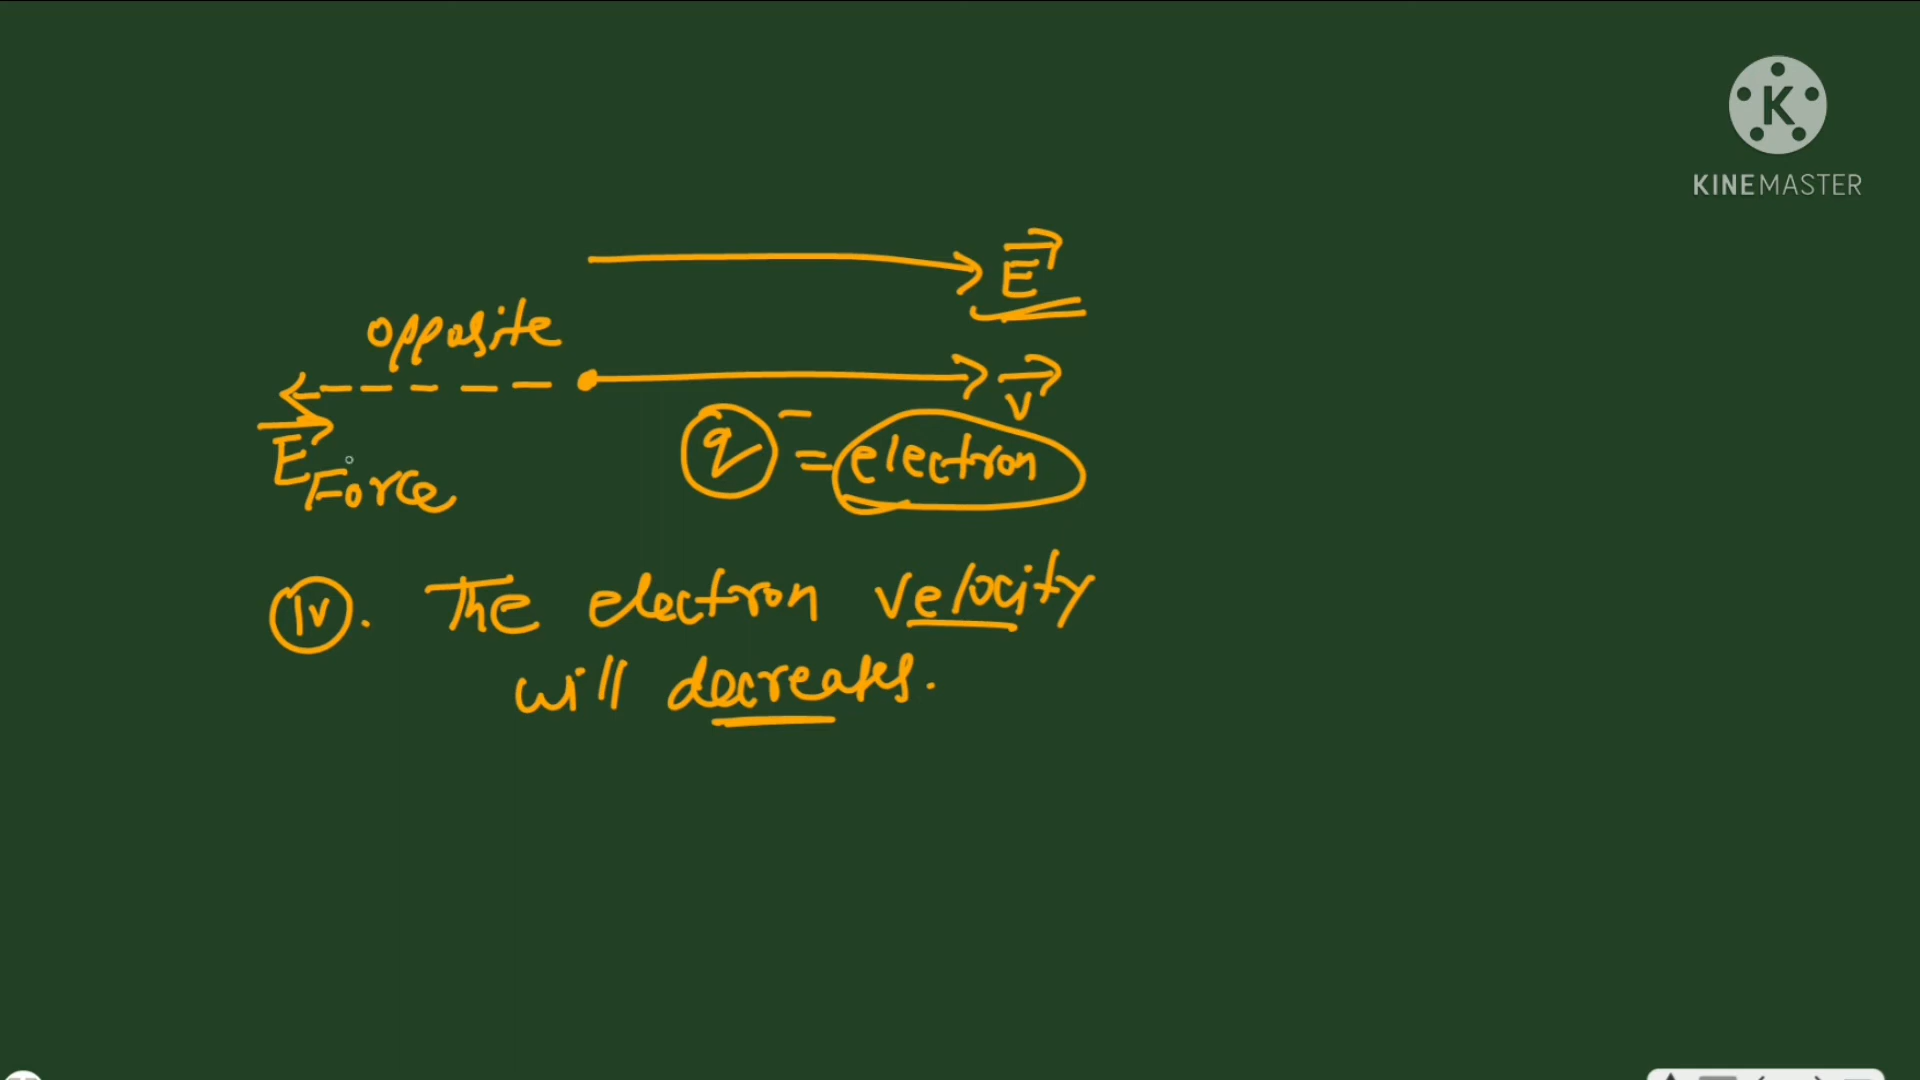 E
opposite
v
E
Force
q⁻ = electron
(iv). The electron velocity
will decreases.
K
KINEMASTER